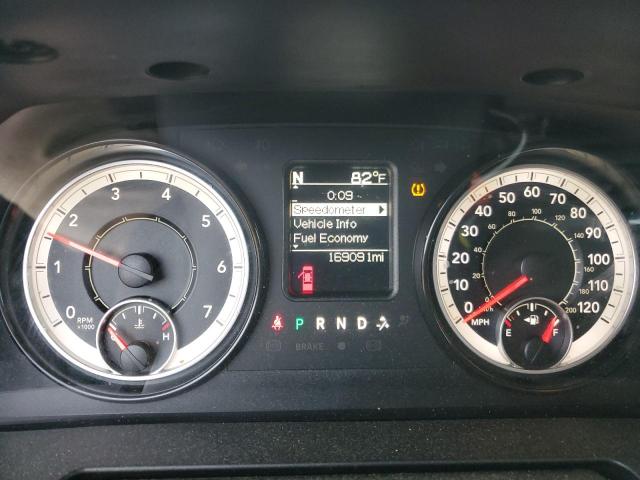 N 82°F
0:09
Speedometer
Vehicle Info
Fuel Economy
169091mi
0 1 2 3 4 5 6 7
RPM
x1000
H
P R N D
BRAKE
0 10 20 30 40 50 60 70 80 90 100 110 120
MPH
E F